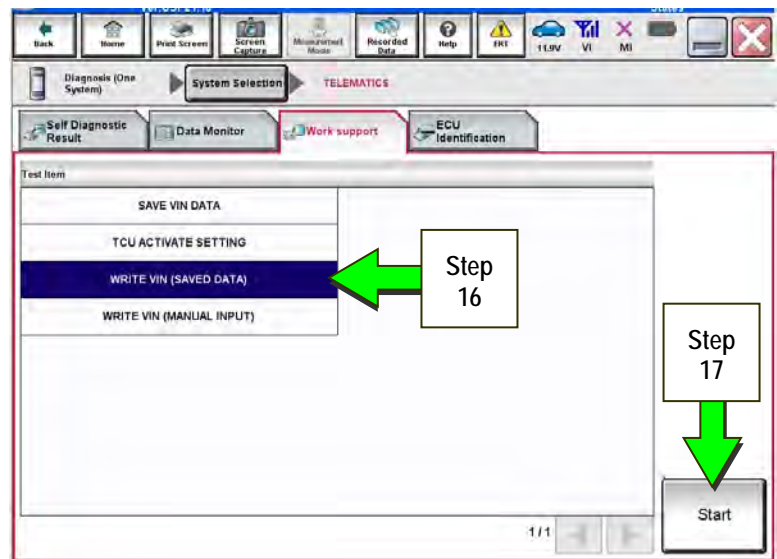 Back
Home
Print Screen
Screen
Capture
Measurement
Mode
Recorded
Data
Help
ERT
11.9V
VI
MI
Diagnosis (One
System)
System Selection
TELEMATICS
Self Diagnostic
Result
Data Monitor
Work support
ECU
Identification
Test Item
SAVE VIN DATA
TCU ACTIVATE SETTING
WRITE VIN (SAVED DATA)
WRITE VIN (MANUAL INPUT)
Step
16
Step
17
Start
1/1